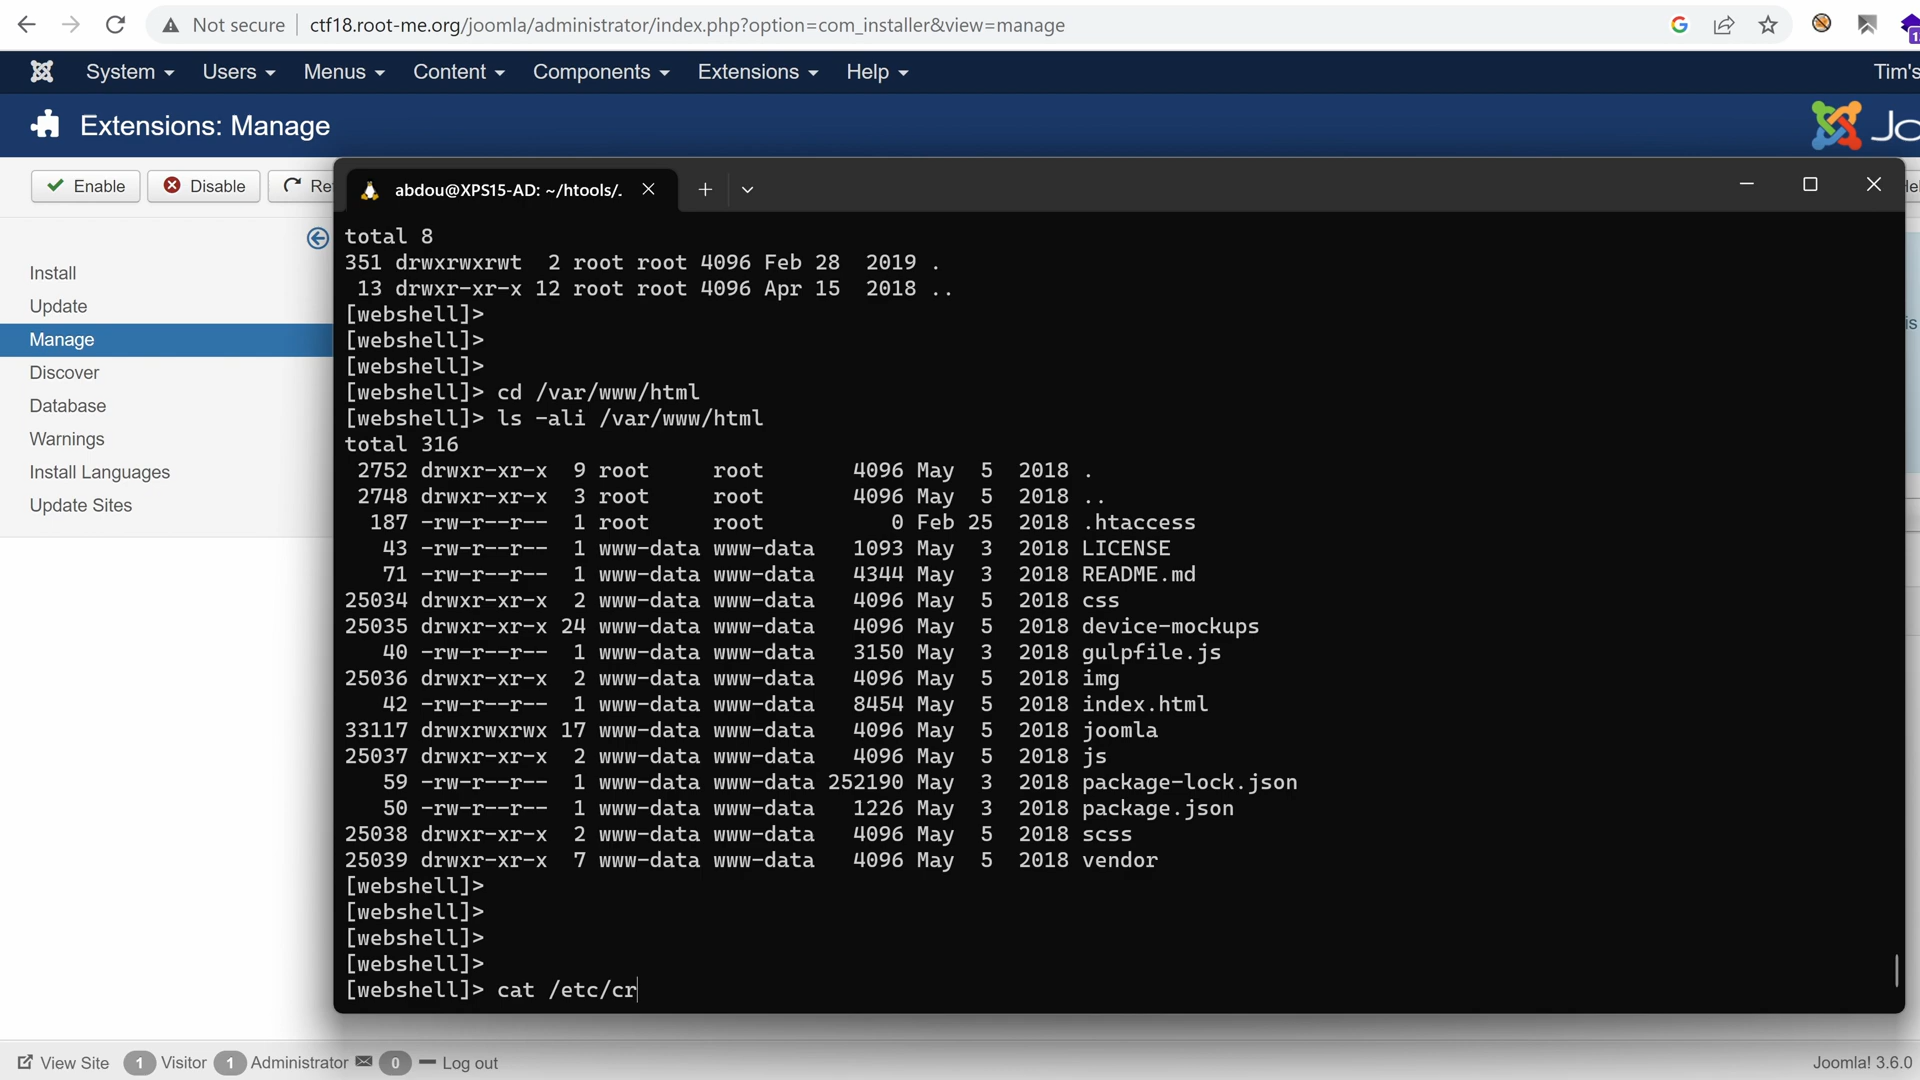 Not secure ctf18.root-me.org/joomla/administrator/index.php?option=com_installer&view=manage
System Users Menus Content Components Extensions Help Tim's
Extensions: Manage
Enable Disable
abdou@XPS15-AD: ~/htools/.
Install
Update
Manage
Discover
Database
Warnings
Install Languages
Update Sites
total 8
351 drwxrwxrwt 2 root root 4096 Feb 28 2019 .
13 drwxr-xr-x 12 root root 4096 Apr 15 2018 ..
[webshell]>
[webshell]>
[webshell]>
[webshell]> cd /var/www/html
[webshell]> ls -ali /var/www/html
total 316
2752 drwxr-xr-x 9 root root 4096 May 5 2018 .
2748 drwxr-xr-x 3 root root 4096 May 5 2018 ..
187 -rw-r--r-- 1 root root 0 Feb 25 2018 .htaccess
43 -rw-r--r-- 1 www-data www-data 1093 May 3 2018 LICENSE
71 -rw-r--r-- 1 www-data www-data 4344 May 3 2018 README.md
25034 drwxr-xr-x 2 www-data www-data 4096 May 5 2018 css
25035 drwxr-xr-x 24 www-data www-data 4096 May 5 2018 device-mockups
40 -rw-r--r-- 1 www-data www-data 3150 May 3 2018 gulpfile.js
25036 drwxr-xr-x 2 www-data www-data 4096 May 5 2018 img
42 -rw-r--r-- 1 www-data www-data 8454 May 5 2018 index.html
33117 drwxrwxrwx 17 www-data www-data 4096 May 5 2018 joomla
25037 drwxr-xr-x 2 www-data www-data 4096 May 5 2018 js
59 -rw-r--r-- 1 www-data www-data 252190 May 3 2018 package-lock.json
50 -rw-r--r-- 1 www-data www-data 1226 May 3 2018 package.json
25038 drwxr-xr-x 2 www-data www-data 4096 May 5 2018 scss
25039 drwxr-xr-x 7 www-data www-data 4096 May 5 2018 vendor
[webshell]>
[webshell]>
[webshell]>
[webshell]>
[webshell]> cat /etc/cr
View Site 1 Visitor 1 Administrator 0 Log out
Joomla! 3.6.0